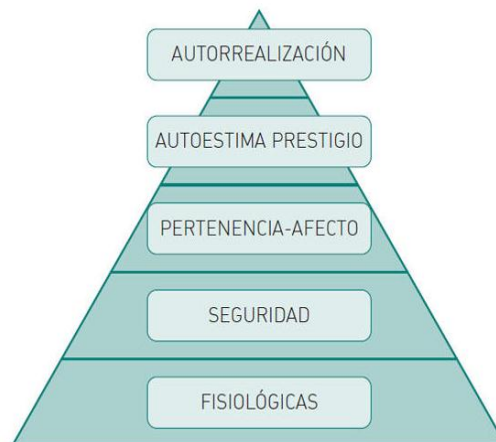 AUTORREALIZACIÓN
AUTOESTIMA PRESTIGIO
PERTENENCIA-AFECTO
SEGURIDAD
FISIOLÓGICAS